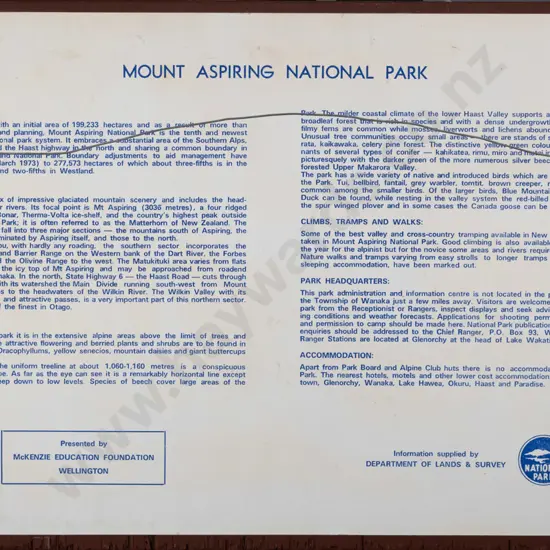 MOUNT ASPIRING NATIONAL PARK
with an initial area of 199,233 hectares and as a result of more than
and planning, Mount Aspiring National Park is the tenth and newest
onal park system. It embraces a substantial area of the Southern Alps,
the Haast highway in the north and sharing a common boundary in
and National Park. Boundary adjustments to aid management have
March 1973) to 277,573 hectares of which about three-fifths is in the
and two-fifths in Westland.
x of impressive glaciated mountain scenery and includes the head-
r rivers. Its focal point is Mt Aspiring (3036 metres), a four ridged
Bonar, Therma-Volta ice-shelf, and the country's highest peak outside
Park; it is often referred to as the Matterhorn of New Zealand. The
fall into three major sections — the mountains south of Aspiring, the
minated by Aspiring itself, and those to the north.
ou, with hardly any roading, the southern sector incorporates the
and Barrier Range on the Western bank of the Dart River, the Forbes
the Olivine Range to the west. The Matukituki area varies from flats
the icy top of Mt Aspiring and may be approached from roadend
naka. In the north, State Highway 6 — the Haast Road — cuts through
with its watershed the Main Divide running south-west from Mount
s to the headwaters of the Wilkin River. The Wilkin Valley with its
and attractive passes, is a very important part of this northern sector.
the finest in Otago.
park it is in the extensive alpine areas above the limit of trees and
e attractive flowering and berried plants and shrubs are to be found in
Dracophyllums, yellow senecios, mountain daisies and giant buttercups
he uniform treeline at about 1,060-1,160 metres is a conspicuous
pe. As far as the eye can see it is a remarkably horizontal line except
eep down to low levels. Species of beech cover large areas of the
Park. The milder coastal climate of the lower Haast Valley supports a
broadleaf forest that is rich in species and with a dense undergrowth
filmy ferns are common while mosses, liverworts and lichens abound
Unusual tree communities occupy small areas — there are stands of
rata, kaikawaka, celery pine forest. The distinctive yellow green colour
nants of several types of conifer — kahikatea, rimu, miro and matai
picturesquely with the darker green of the more numerous silver beech
forested Upper Makarora Valley.
The park has a wide variety of native and introduced birds which are
the Park. Tui, bellbird, fantail, grey warbler, tomtit, brown creeper,
common among the smaller birds. Of the larger birds, Blue Mountain
Duck can be found, while nesting in the valley system the red-billed
the spur winged plover and in some cases the Canada goose can be
CLIMBS, TRAMPS AND WALKS:
Some of the best valley and cross-country tramping available in New
taken in Mount Aspiring National Park. Good climbing is also available
the year for the alpinist but for the novice some areas and rivers require
Nature walks and tramps varying from easy strolls to longer tramps
sleeping accommodation, have been marked out.
PARK HEADQUARTERS:
This park administration and information centre is not located in the p
the Township of Wanaka just a few miles away. Visitors are welcome
park from the Receptionist or Rangers, inspect displays and seek advi
ing conditions and weather forecasts. Applications for shooting perm
and permission to camp should be made here. National Park publication
enquiries should be addressed to the Chief Ranger, P.O. Box 93, W
Ranger Stations are located at Glenorchy at the head of Lake Wakati
ACCOMMODATION:
Apart from Park Board and Alpine Club huts there is no accommoda
Park. The nearest hotels, motels and other lower cost accommodation
town, Glenorchy, Wanaka, Lake Hawea, Okuru, Haast and Paradise.
Presented by
McKENZIE EDUCATION FOUNDATION
WELLINGTON
Information supplied by
DEPARTMENT OF LANDS & SURVEY
NATION
PAR